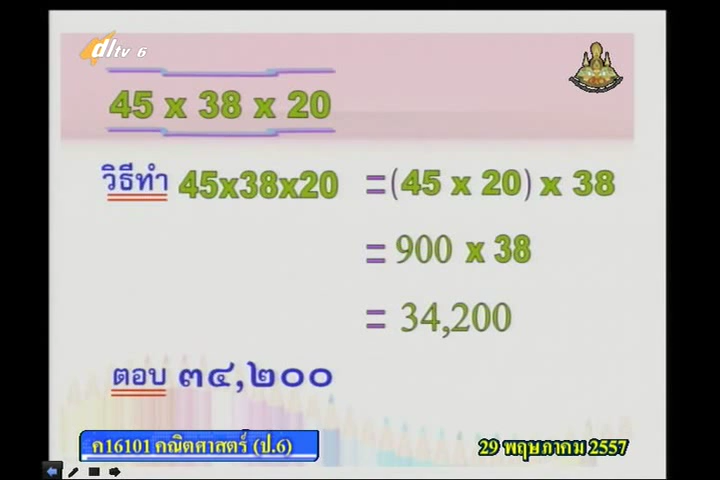 dltv 6
45 x 38 x 20
วิธีทำ 45x38x20 = (45 x 20) x 38
= 900 x 38
= 34,200
ตอบ ๓๔,๒๐๐
ค16101 คณิตศาสตร์ (ป.6) 29 พฤษภาคม 2557